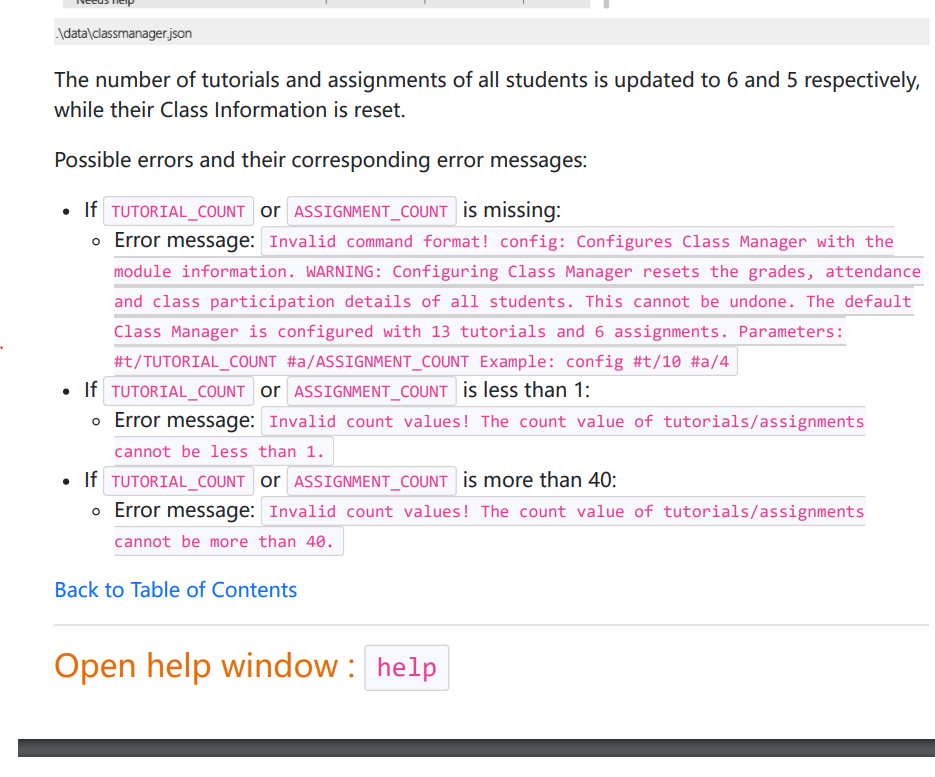 Needs help
.\data\classmanager.json
The number of tutorials and assignments of all students is updated to 6 and 5 respectively,
while their Class Information is reset.
Possible errors and their corresponding error messages:
• If TUTORIAL_COUNT or ASSIGNMENT_COUNT is missing:
◦ Error message: Invalid command format! config: Configures Class Manager with the
module information. WARNING: Configuring Class Manager resets the grades, attendance
and class participation details of all students. This cannot be undone. The default
Class Manager is configured with 13 tutorials and 6 assignments. Parameters:
#t/TUTORIAL_COUNT #a/ASSIGNMENT_COUNT Example: config #t/10 #a/4
• If TUTORIAL_COUNT or ASSIGNMENT_COUNT is less than 1:
◦ Error message: Invalid count values! The count value of tutorials/assignments
cannot be less than 1.
• If TUTORIAL_COUNT or ASSIGNMENT_COUNT is more than 40:
◦ Error message: Invalid count values! The count value of tutorials/assignments
cannot be more than 40.
Back to Table of Contents
Open help window : help